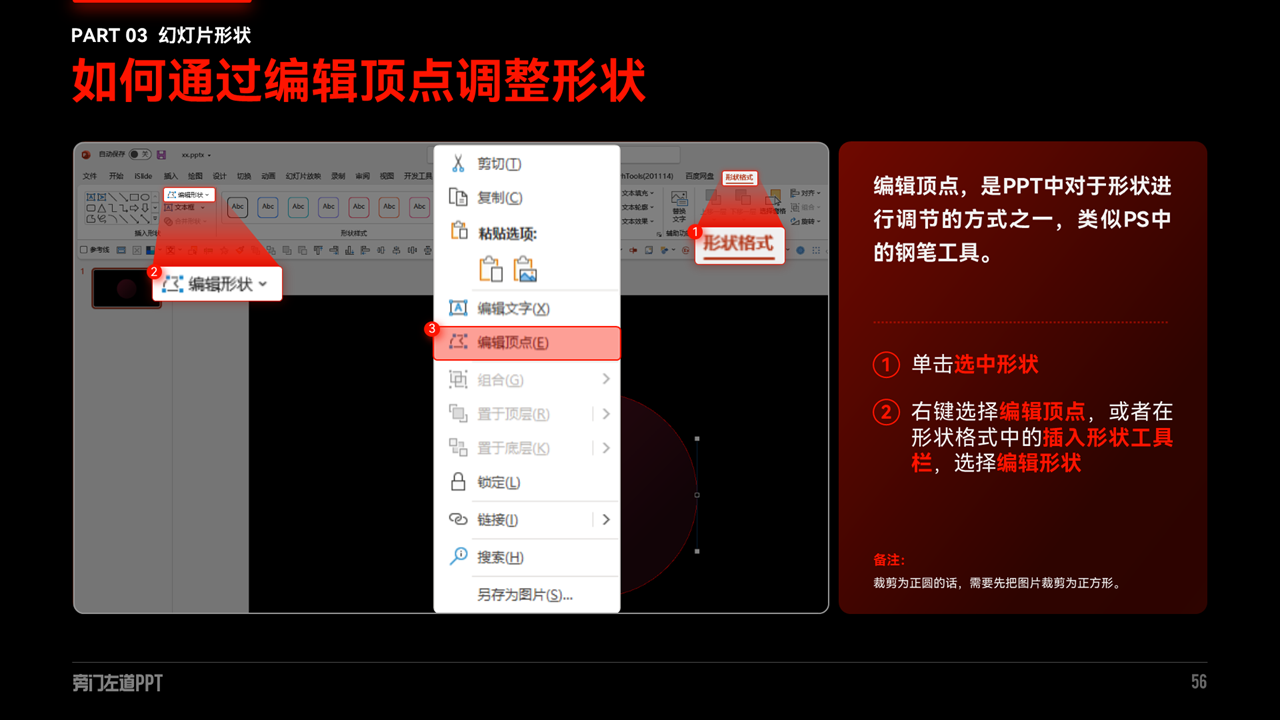 PART 03 幻灯片形状
如何通过编辑顶点调整形状
自动保存 关 xx.pptx
文件 开始 iSlide 插入 绘图 设计 切换 动画 幻灯片放映 录制 审阅 视图 开发工具
hTools(201114) 百度网盘 形状格式
编辑形状
文本框
Abc Abc Abc Abc Abc Abc Abc
文本填充
文本轮廓
文本效果
替换
文字
对齐
组合
旋转
插入形状
形状样式
辅助功
参考线
1
2 编辑形状
1 形状格式
剪切(T)
复制(C)
粘贴选项:
编辑文字(X)
3 编辑顶点(E)
组合(G)
置于顶层(R)
置于底层(K)
锁定(L)
链接(I)
搜索(H)
另存为图片(S)...
编辑顶点，是PPT中对于形状进
行调节的方式之一，类似PS中
的钢笔工具。
1 单击选中形状
2 右键选择编辑顶点，或者在
形状格式中的插入形状工具
栏，选择编辑形状
备注:
裁剪为正圆的话，需要先把图片裁剪为正方形。
旁门左道PPT
56